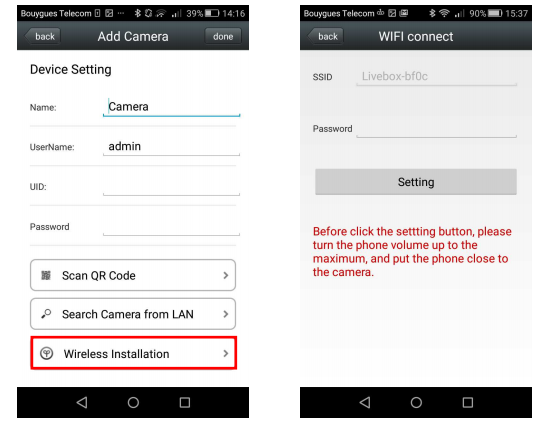 Bouygues Telecom 39% 14:16
back Add Camera done
Device Setting
Name: Camera
UserName: admin
UID:
Password
Scan QR Code
Search Camera from LAN
Wireless Installation
Bouygues Telecom 90% 15:37
back WIFI connect
SSID Livebox-bf0c
Password
Setting
Before click the settting button, please
turn the phone volume up to the
maximum, and put the phone close to
the camera.